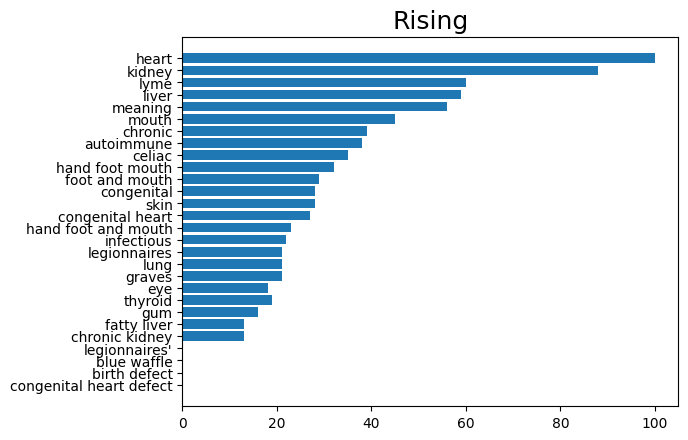 Rising
heart
kidney
lyme
liver
meaning
mouth
chronic
autoimmune
celiac
hand foot mouth
foot and mouth
congenital
skin
congenital heart
hand foot and mouth
infectious
legionnaires
lung
graves
eye
thyroid
gum
fatty liver
chronic kidney
legionnaires'
blue waffle
birth defect
congenital heart defect
0 20 40 60 80 100